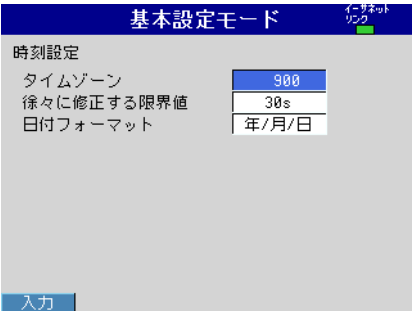 基本設定モード
イーサネット
リンク
時刻設定
タイムゾーン 900
徐々に修正する限界値 30s
日付フォーマット 年/月/日
入力